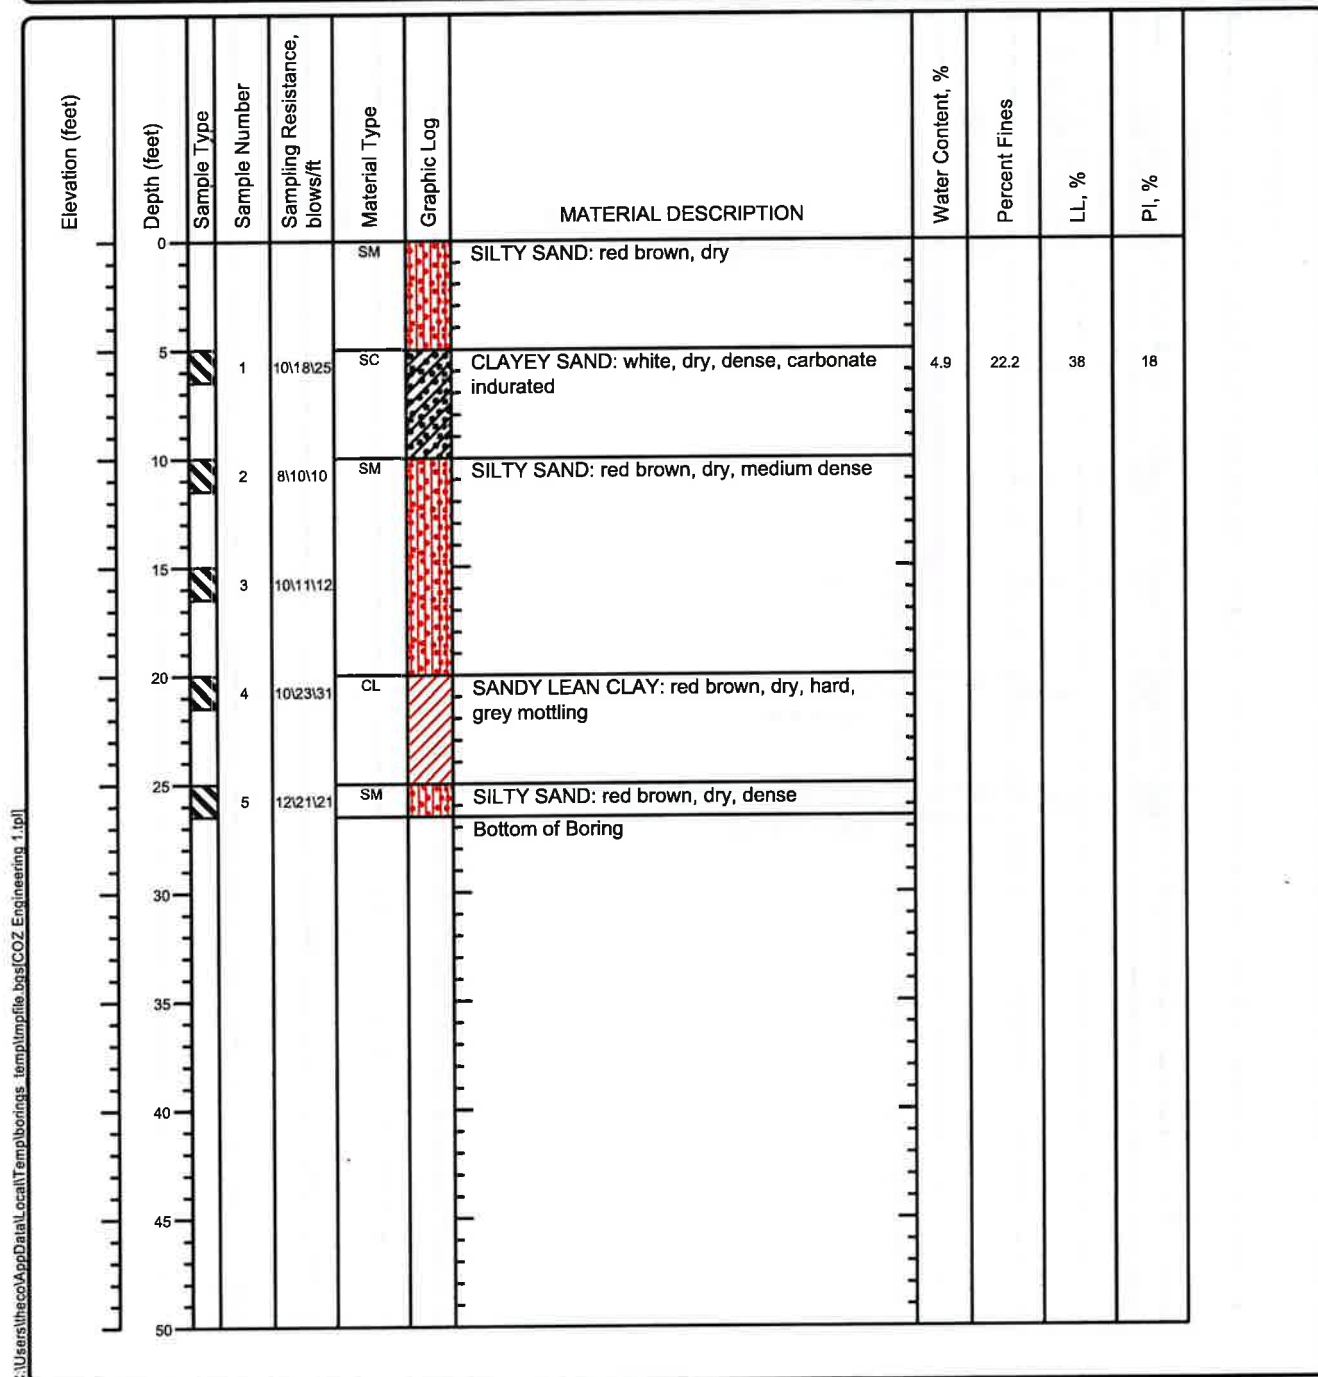 Elevation (feet)
Depth (feet)
Sample Type
Sample Number
Sampling Resistance,
blows/ft
Material Type
Graphic Log
MATERIAL DESCRIPTION
Water Content, %
Percent Fines
LL, %
PI, %
0
SM
SILTY SAND: red brown, dry
5
1
10\18\25
SC
CLAYEY SAND: white, dry, dense, carbonate
indurated
4.9
22.2
38
18
10
2
8\10\10
SM
SILTY SAND: red brown, dry, medium dense
15
3
10\11\12
20
4
10\23\31
CL
SANDY LEAN CLAY: red brown, dry, hard,
grey mottling
25
5
12\21\21
SM
SILTY SAND: red brown, dry, dense
Bottom of Boring
30
35
40
45
50
:\Users\theco\AppData\Local\Temp\borings_temp\tmpfile.bgs[COZ Engineering 1.tpl]